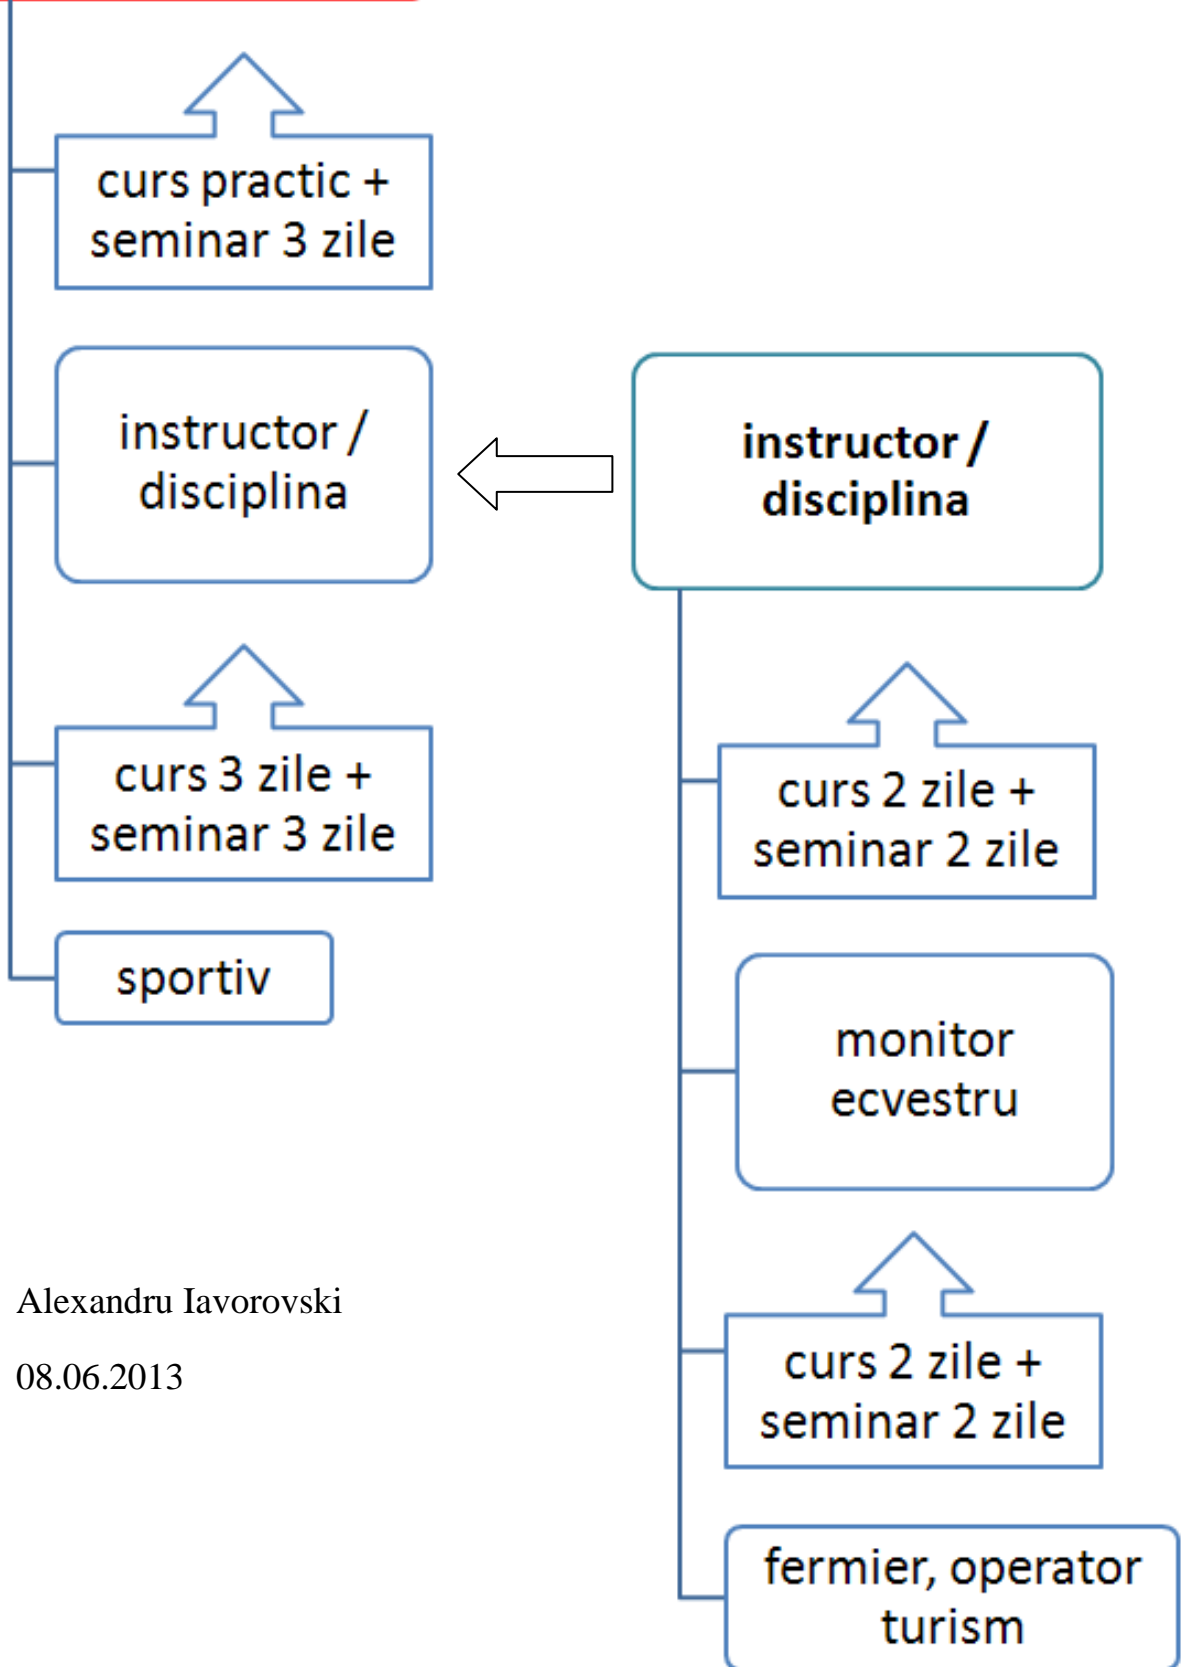 curs practic +
seminar 3 zile
instructor /
disciplina
curs 3 zile +
seminar 3 zile
sportiv
instructor /
disciplina
curs 2 zile +
seminar 2 zile
monitor
ecvestru
curs 2 zile +
seminar 2 zile
fermier, operator
turism
Alexandru Iavorovski
08.06.2013